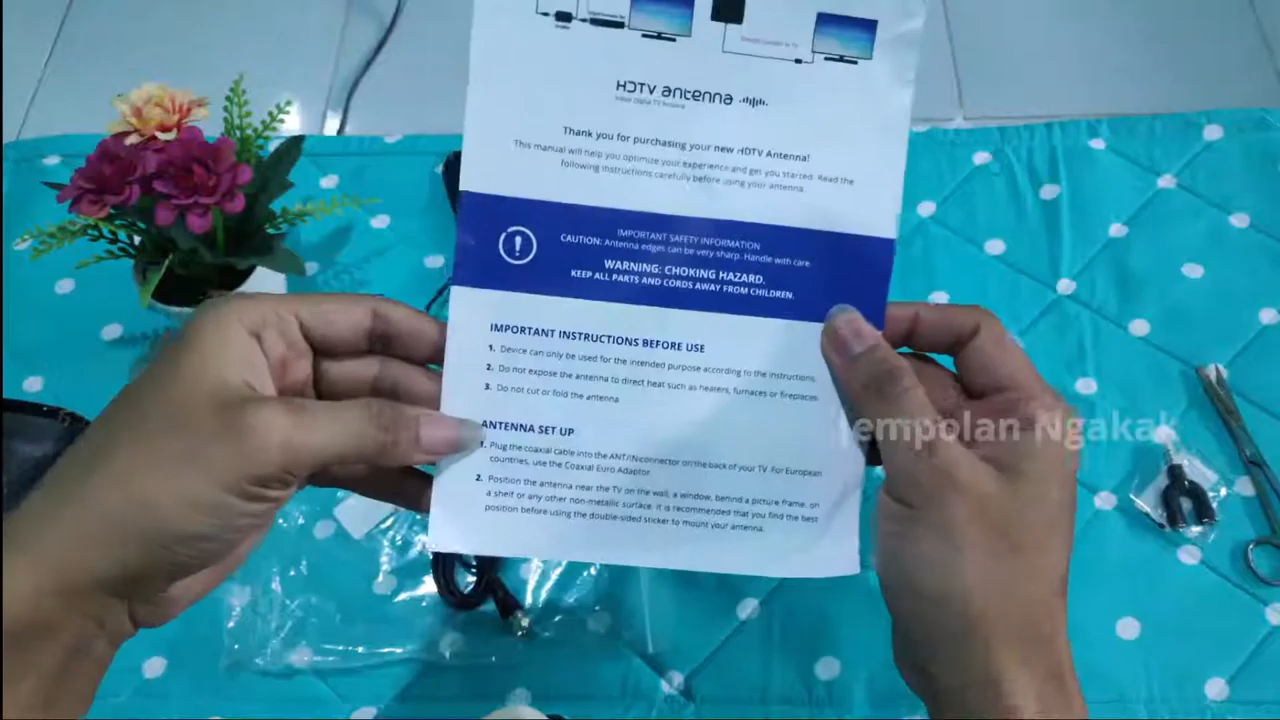 HDTV antenna
Indoor Digital TV Antenna
Thank you for purchasing your new HDTV Antenna!
This manual will help you optimize your experience and get you started. Read the
following instructions carefully before using your antenna.
IMPORTANT SAFETY INFORMATION
CAUTION: Antenna edges can be very sharp. Handle with care.
WARNING: CHOKING HAZARD.
KEEP ALL PARTS AND CORDS AWAY FROM CHILDREN.
IMPORTANT INSTRUCTIONS BEFORE USE
1. Device can only be used for the intended purpose according to the instructions.
2. Do not expose the antenna to direct heat such as heaters, furnaces or fireplaces.
3. Do not cut or fold the antenna.
ANTENNA SET UP
1. Plug the coaxial cable into the ANT/IN connector on the back of your TV. For European
countries, use the Coaxial Euro Adaptor.
2. Position the antenna near the TV on the wall, a window, behind a picture frame, on
a shelf or any other non-metallic surface. It is recommended that you find the best
position before using the double-sided sticker to mount your antenna.
Tempolan Ngakak